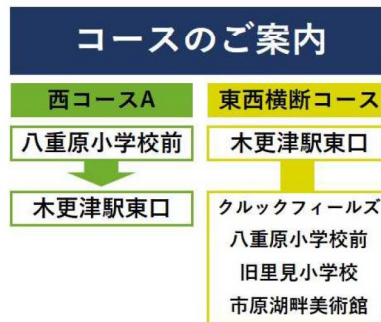 コースのご案内
西コースA
八重原小学校前
木更津駅東口
東西横断コース
木更津駅東口
クルックフィールズ
八重原小学校前
旧里見小学校
市原湖畔美術館